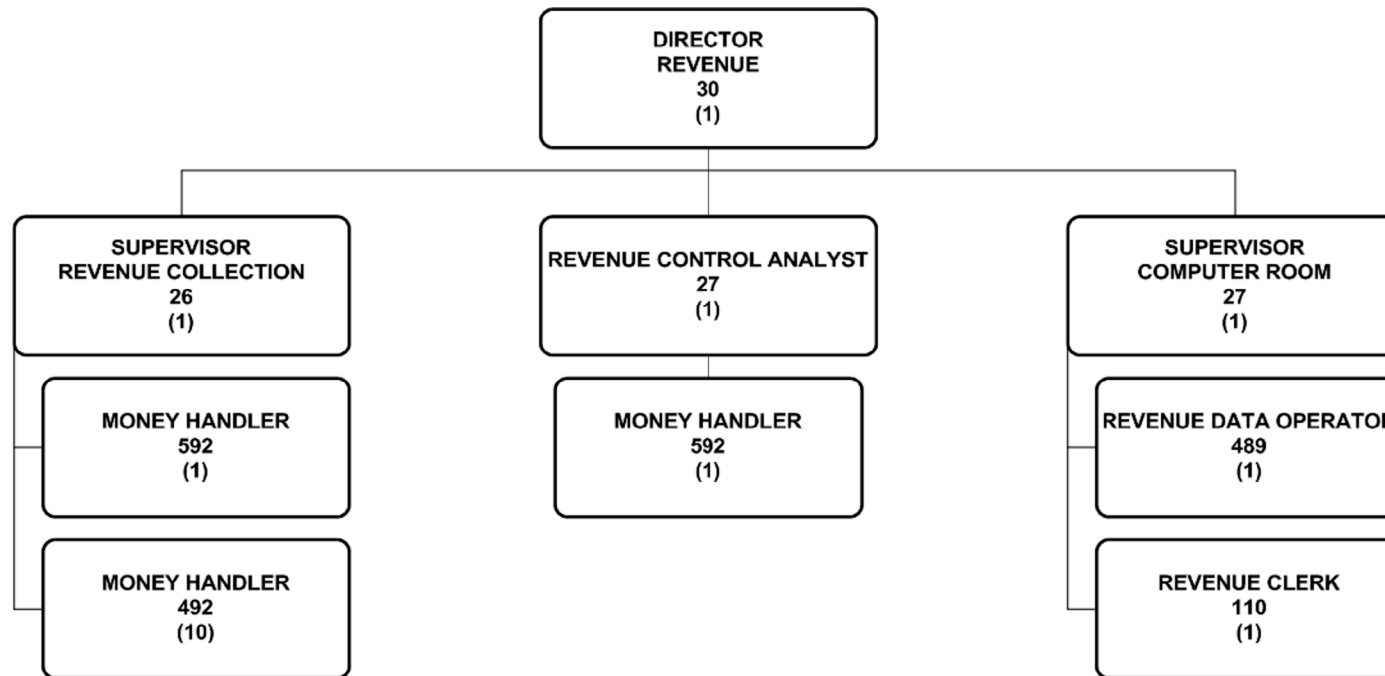 DIRECTOR
REVENUE
30
(1)
SUPERVISOR
REVENUE COLLECTION
26
(1)
MONEY HANDLER
592
(1)
MONEY HANDLER
492
(10)
REVENUE CONTROL ANALYST
27
(1)
MONEY HANDLER
592
(1)
SUPERVISOR
COMPUTER ROOM
27
(1)
REVENUE DATA OPERATOR
489
(1)
REVENUE CLERK
110
(1)